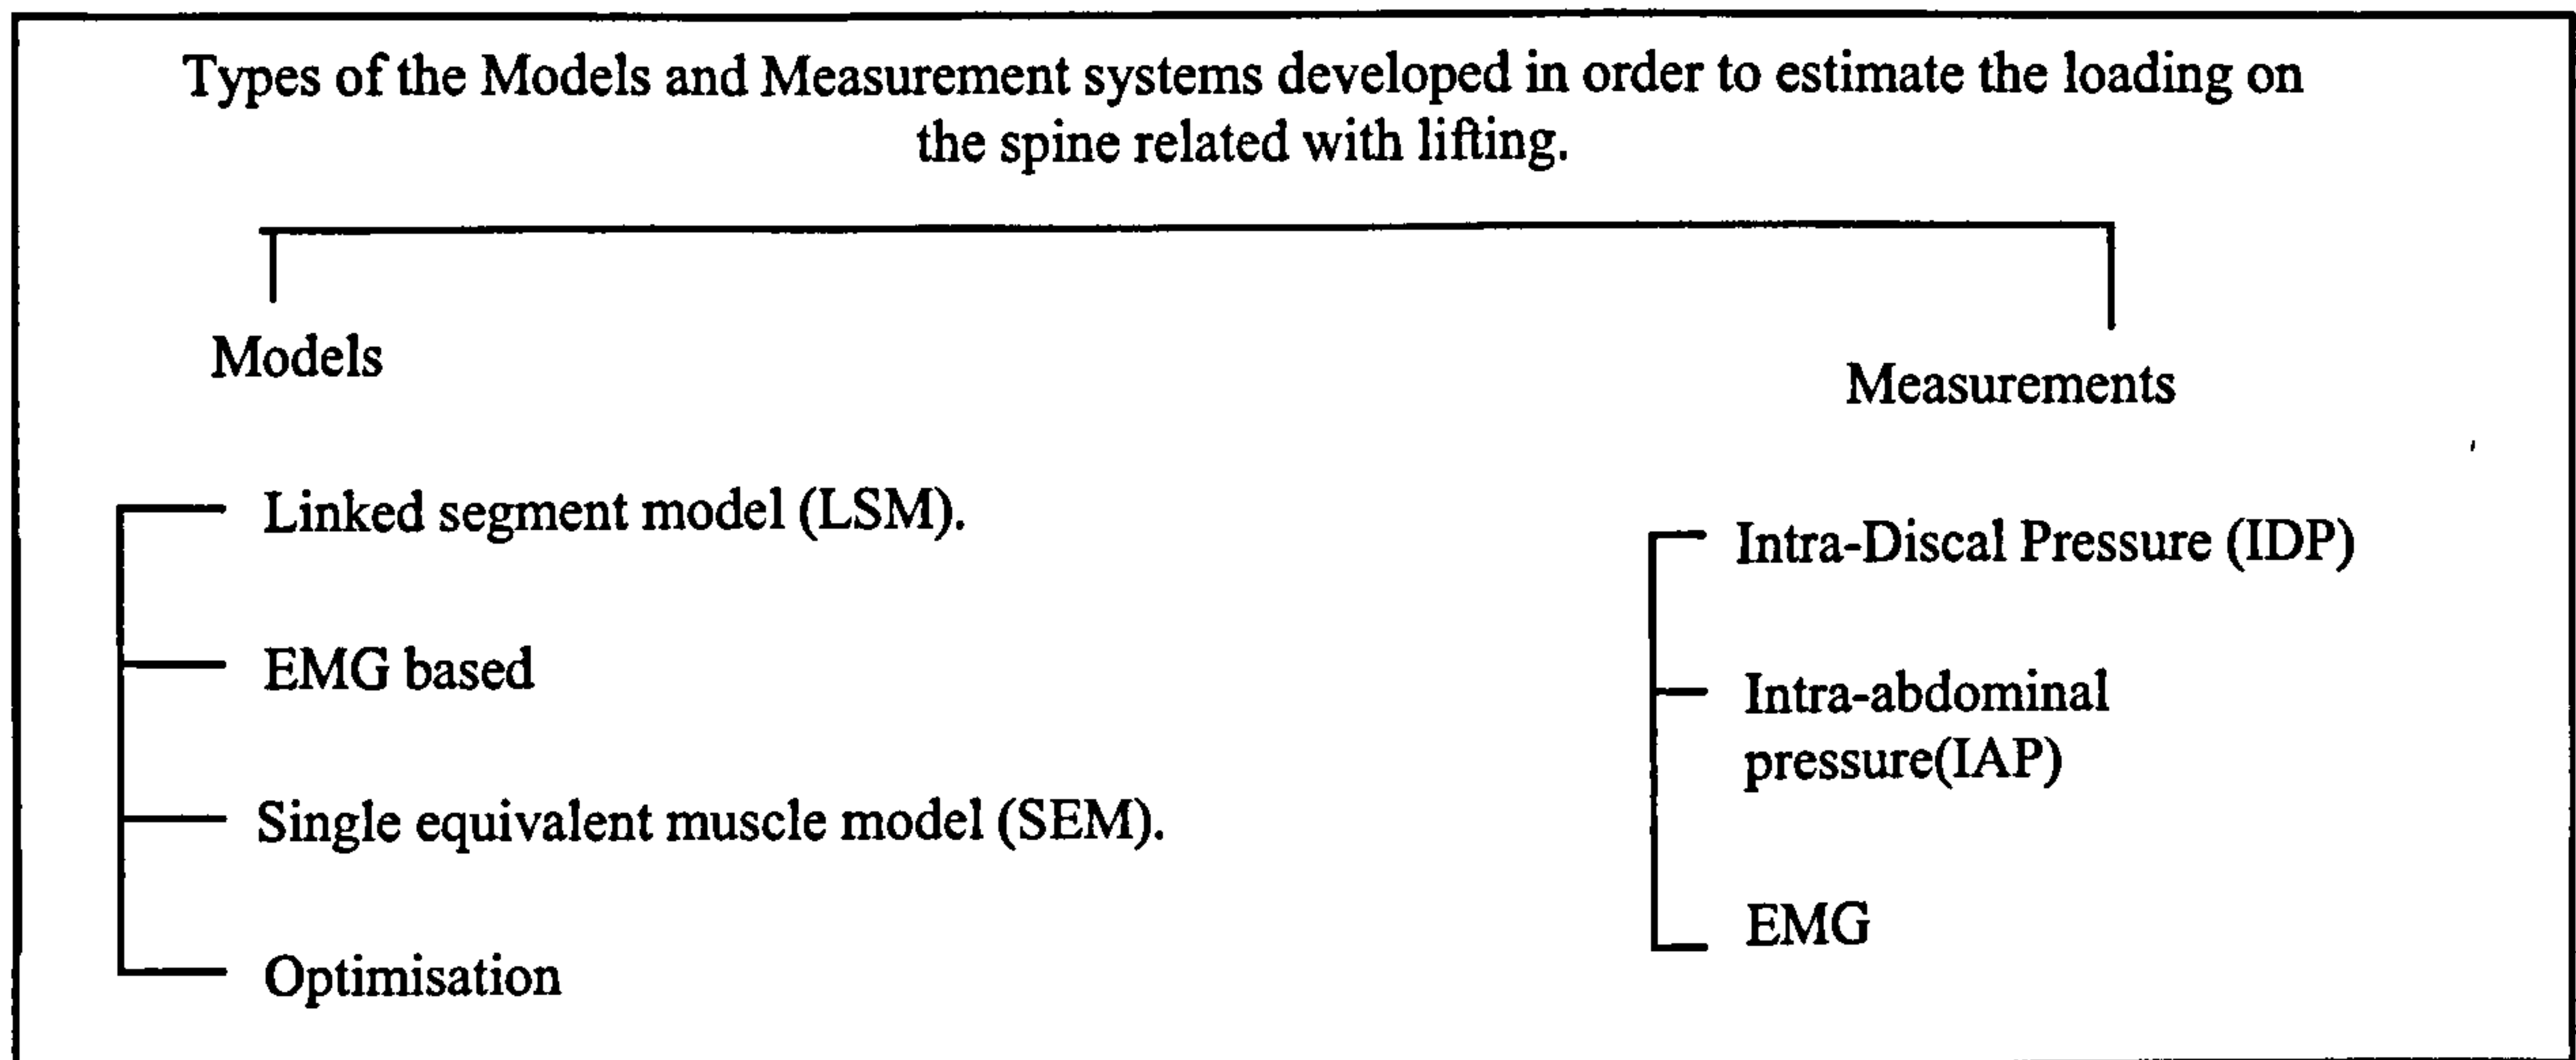 Types of the Models and Measurement systems developed in order to estimate the loading on
the spine related with lifting.
Models
Measurements
Linked segment model (LSM).
EMG based
Single equivalent muscle model (SEM).
Optimisation
Intra-Discal Pressure (IDP)
Intra-abdominal
pressure(IAP)
EMG